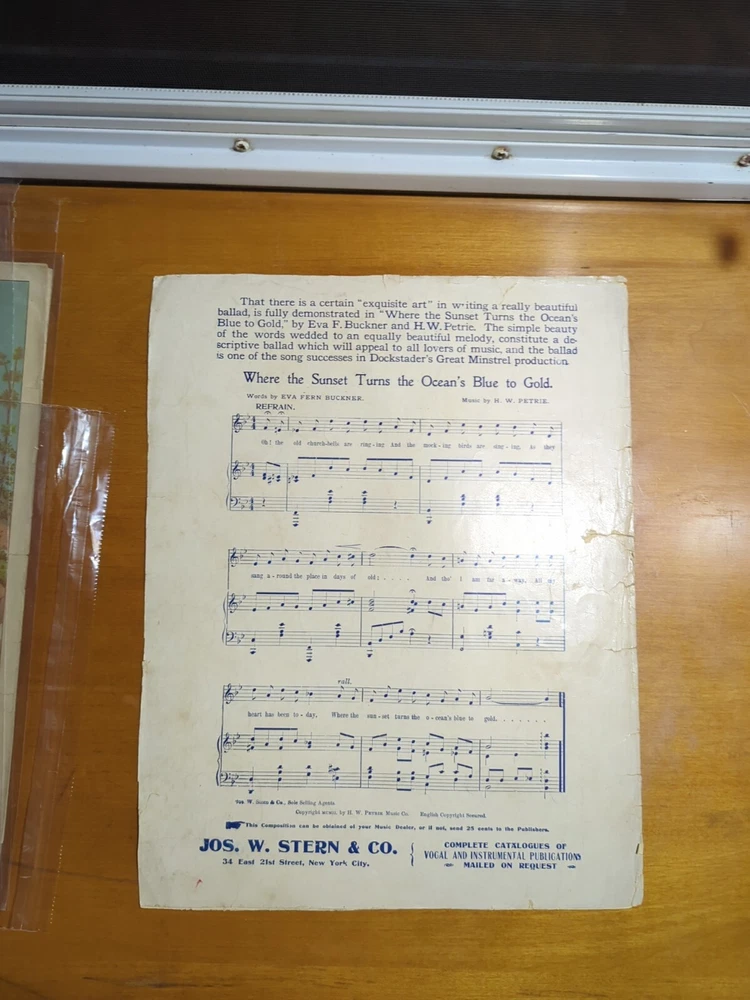 That there is a certain "exquisite art" in writing a really beautiful
ballad, is fully demonstrated in "Where the Sunset Turns the Ocean's
Blue to Gold," by Eva F. Buckner and H. W. Petrie. The simple beauty
of the words wedded to an equally beautiful melody, constitute a de-
scriptive ballad which will appeal to all lovers of music, and the ballad
is one of the song successes in Dockstader's Great Minstrel production.
Where the Sunset Turns the Ocean's Blue to Gold.
Words by EVA FERN BUCKNER. Music by H. W. PETRIE.
REFRAIN.
Oh! the old church-bells are ring-ing And the mock-ing birds are sing-ing, As they
sang a-round the place in days of old; . . . . And tho' I am far a-way, All my
rall.
heart has been to-day, Where the sun-set turns the o-cean's blue to gold. . . . . . . .
Jos. W. Stern & Co., Sole Selling Agents
Copyright MCMII, by H. W. Petrie Music Co. English Copyright Secured.
This Composition can be obtained of your Music Dealer, or if not, send 25 cents to the Publishers.
JOS. W. STERN & CO.
34 East 21st Street, New York City.
COMPLETE CATALOGUES OF
VOCAL AND INSTRUMENTAL PUBLICATIONS
MAILED ON REQUEST